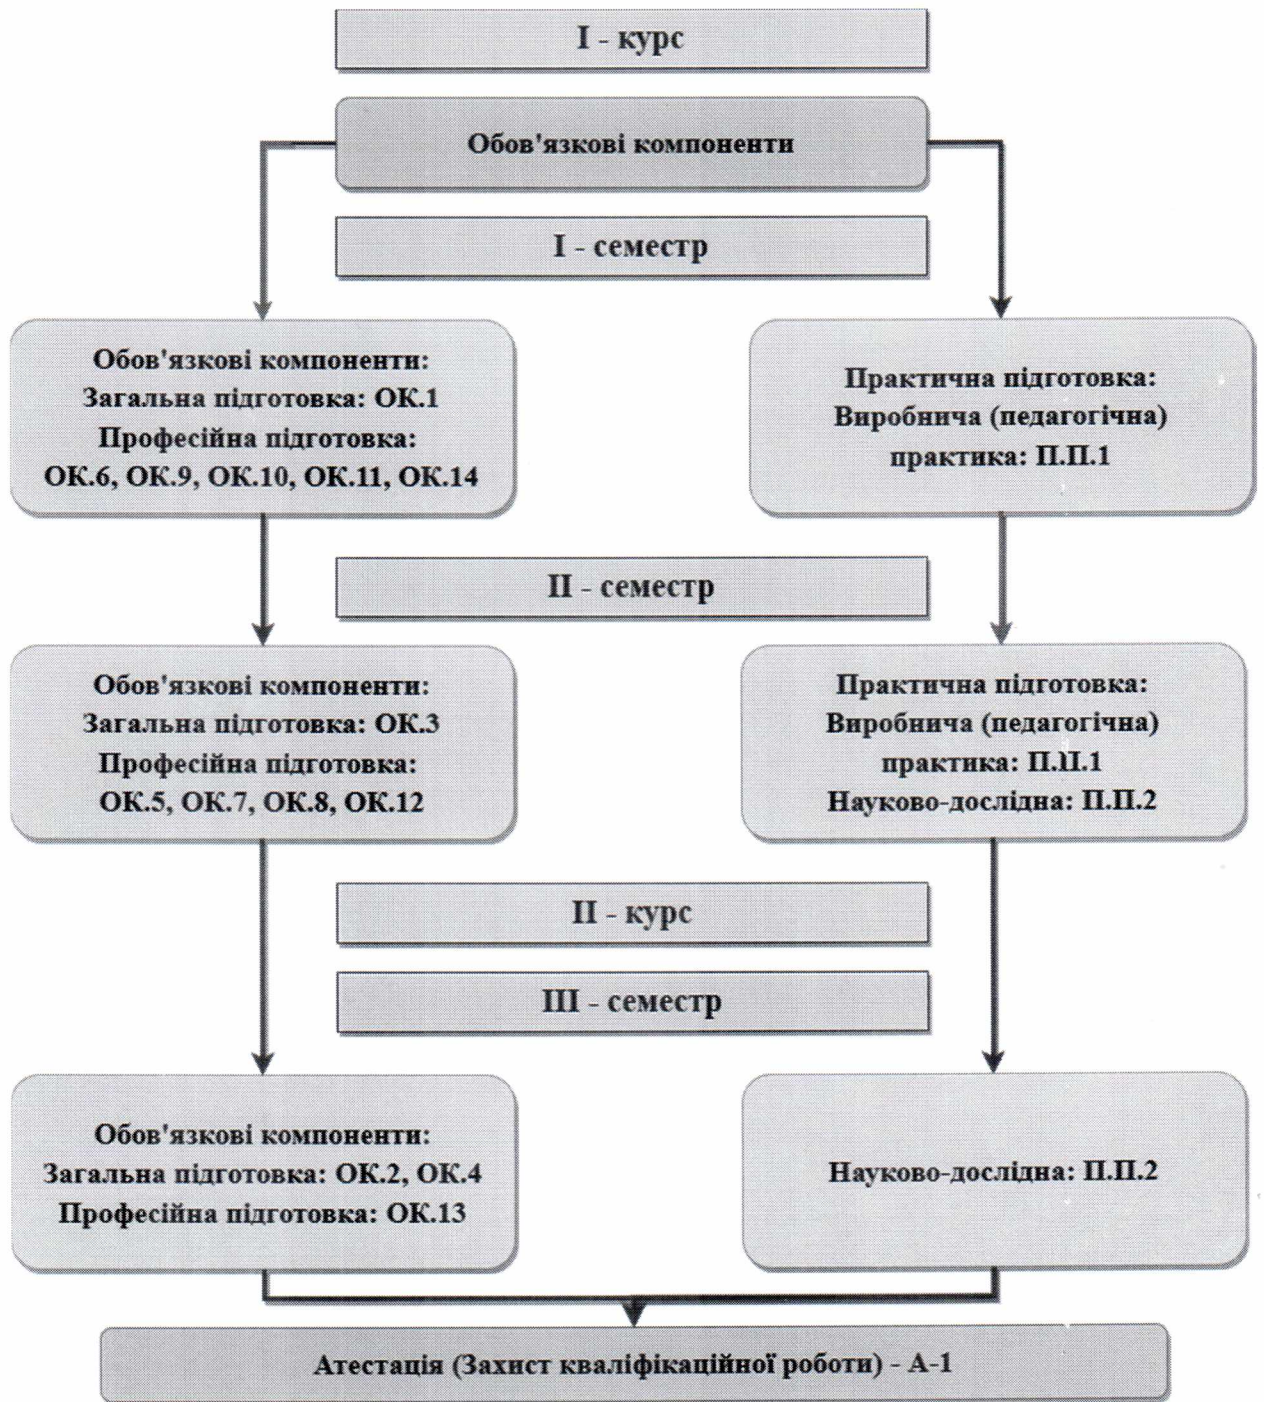 I - курс
Обов'язкові компоненти
I - семестр
Обов'язкові компоненти:
Загальна підготовка: ОК.1
Професійна підготовка:
ОК.6, ОК.9, ОК.10, ОК.11, ОК.14
Практична підготовка:
Виробнича (педагогічна)
практика: П.П.1
II - семестр
Обов'язкові компоненти:
Загальна підготовка: ОК.3
Професійна підготовка:
ОК.5, ОК.7, ОК.8, ОК.12
Практична підготовка:
Виробнича (педагогічна)
практика: П.П.1
Науково-дослідна: П.П.2
II - курс
III - семестр
Обов'язкові компоненти:
Загальна підготовка: ОК.2, ОК.4
Професійна підготовка: ОК.13
Науково-дослідна: П.П.2
Атестація (Захист кваліфікаційної роботи) - А-1